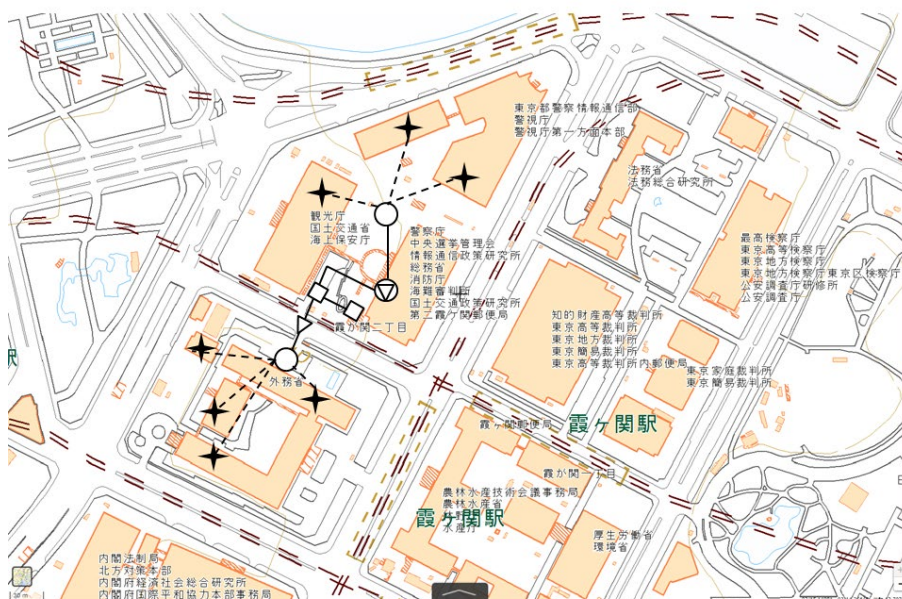 東京都警察情報通信部
警視庁
警視庁第一方面本部
法務省
法務総合研究所
観光庁
国土交通省
海上保安庁
警察庁
中央選挙管理会
情報通信政策研究所
総務省
消防庁
海難審判所
国土交通政策研究所
第二霞ヶ関郵便局
最高検察庁
東京高等検察庁
東京地方検察庁
東京地方検察庁東京区検察庁
公安調査庁研修所
公安調査庁
知的財産高等裁判所
東京高等裁判所
東京地方裁判所
東京簡易裁判所
東京高等裁判所内郵便局
霞が関二丁目
駅
外務省
東京家庭裁判所
東京簡易裁判所
霞ヶ関郵便局
霞ヶ関駅
霞が関一丁目
農林水産技術会議事務局
農林水産省
林野庁
水産庁
霞ヶ関駅
厚生労働省
環境省
内閣法制局
北方対策本部
内閣府経済社会総合研究所
内閣府国際平和協力本部事務局